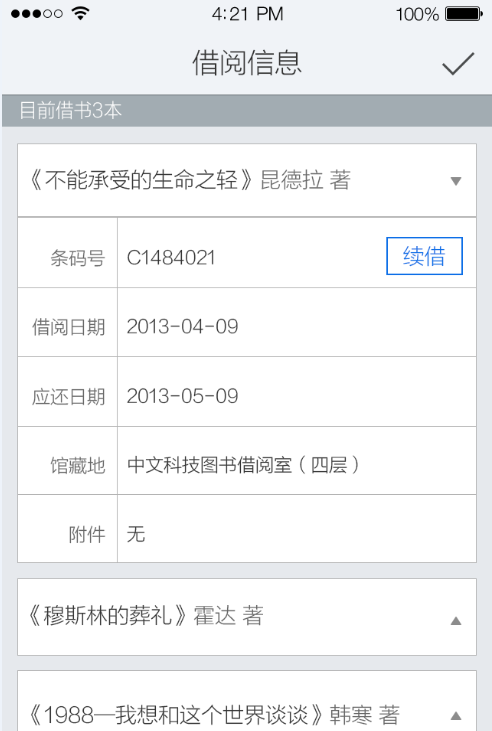 4:21 PM 100%
借阅信息
目前借书3本
《不能承受的生命之轻》昆德拉 著
条码号 C1484021 续借
借阅日期 2013-04-09
应还日期 2013-05-09
馆藏地 中文科技图书借阅室（四层）
附件 无
《穆斯林的葬礼》霍达 著
《1988—我想和这个世界谈谈》韩寒 著